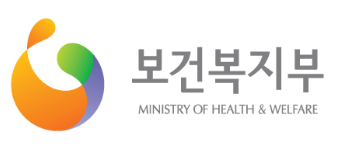 보건복지부
MINISTRY OF HEALTH & WELFARE